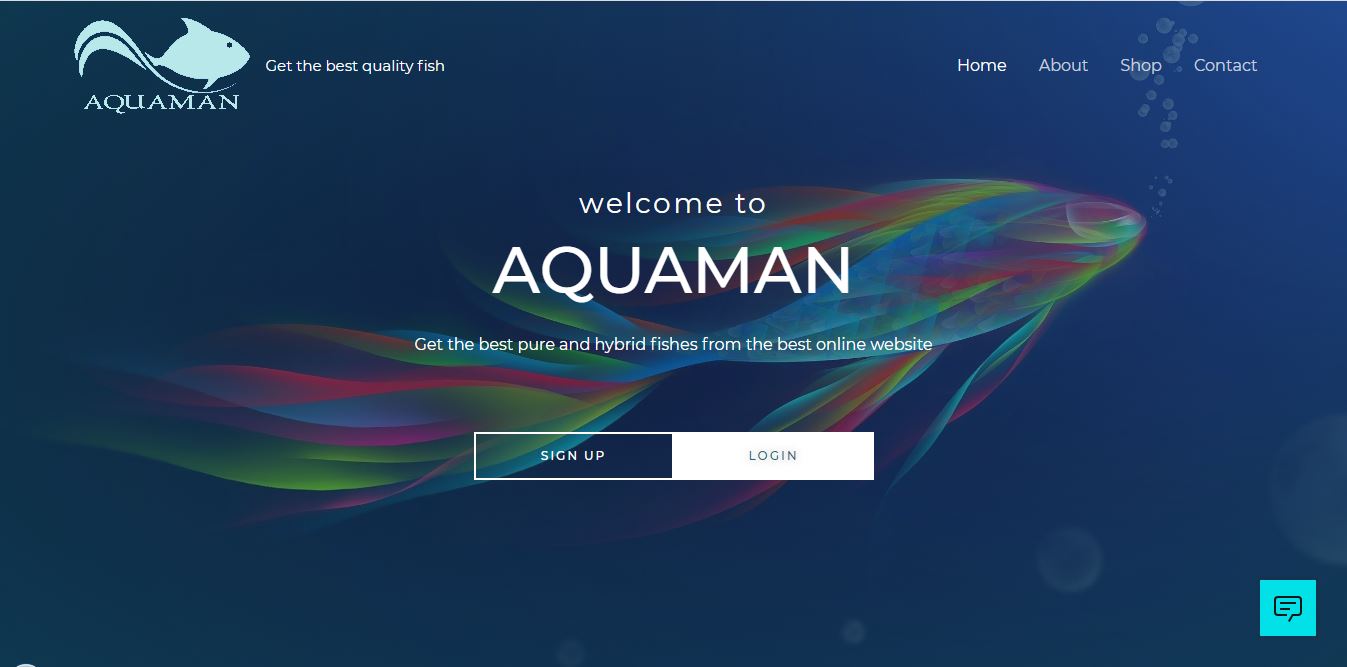 AQUAMAN
Get the best quality fish
Home About Shop Contact
welcome to
AQUAMAN
Get the best pure and hybrid fishes from the best online website
SIGN UP LOGIN